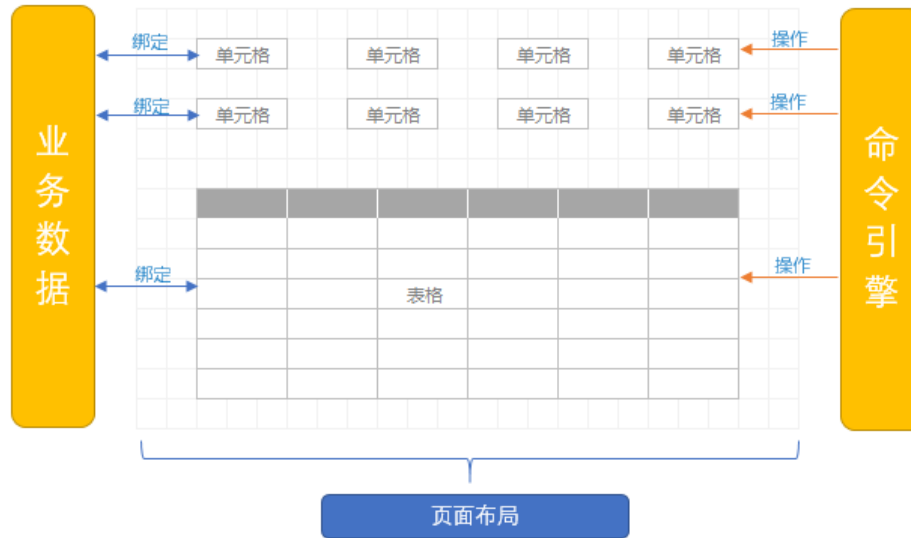 业务数据
绑定
单元格 单元格 单元格 单元格
操作
绑定
单元格 单元格 单元格 单元格
操作
绑定
表格
操作
命令引擎
页面布局